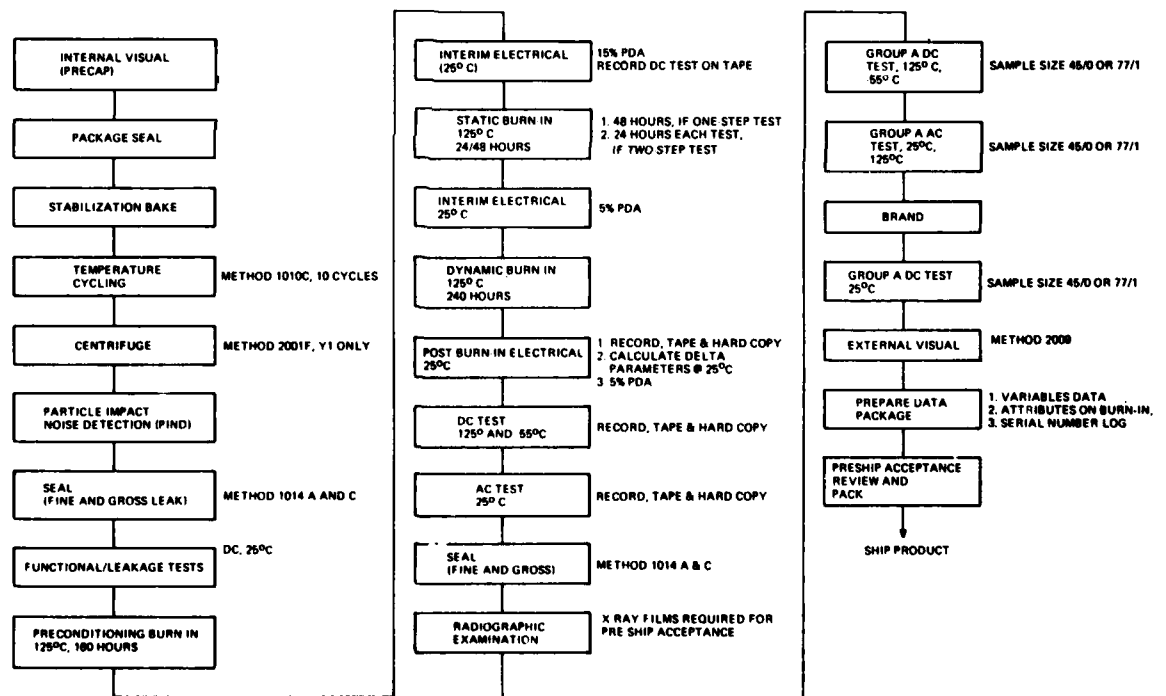 INTERNAL VISUAL
(PRECAP)
PACKAGE SEAL
STABILIZATION BAKE
TEMPERATURE
CYCLING
METHOD 1010C, 10 CYCLES
CENTRIFUGE
METHOD 2001F, Y1 ONLY
PARTICLE IMPACT
NOISE DETECTION (PIND)
SEAL
(FINE AND GROSS LEAK)
METHOD 1014 A AND C
FUNCTIONAL/LEAKAGE TESTS
DC, 25°C
PRECONDITIONING BURN IN
125°C, 160 HOURS
INTERIM ELECTRICAL
(25° C)
15% PDA
RECORD DC TEST ON TAPE
STATIC BURN-IN
125° C
24/48 HOURS
1. 48 HOURS, IF ONE-STEP TEST
2. 24 HOURS EACH TEST,
IF TWO STEP TEST
INTERIM ELECTRICAL
25° C
5% PDA
DYNAMIC BURN IN
125° C
240 HOURS
POST BURN-IN ELECTRICAL
25°C
1 RECORD, TAPE & HARD COPY
2. CALCULATE DELTA
PARAMETERS @ 25°C
3 5% PDA
DC TEST
125° AND 55°C
RECORD, TAPE & HARD COPY
AC TEST
25° C
RECORD, TAPE & HARD COPY
SEAL
(FINE AND GROSS)
METHOD 1014 A & C
RADIOGRAPHIC
EXAMINATION
X RAY FILMS REQUIRED FOR
PRE SHIP ACCEPTANCE
GROUP A DC
TEST, 125° C,
55°C
SAMPLE SIZE 45/0 OR 77/1
GROUP A AC
TEST, 25°C,
125°C
SAMPLE SIZE 45/0 OR 77/1
BRAND
GROUP A DC TEST
25°C
SAMPLE SIZE 45/0 OR 77/1
EXTERNAL VISUAL
METHOD 2009
PREPARE DATA
PACKAGE
1. VARIABLES DATA
2. ATTRIBUTES ON BURN-IN,
3. SERIAL NUMBER LOG
PRESHIP ACCEPTANCE
REVIEW AND
PACK
SHIP PRODUCT